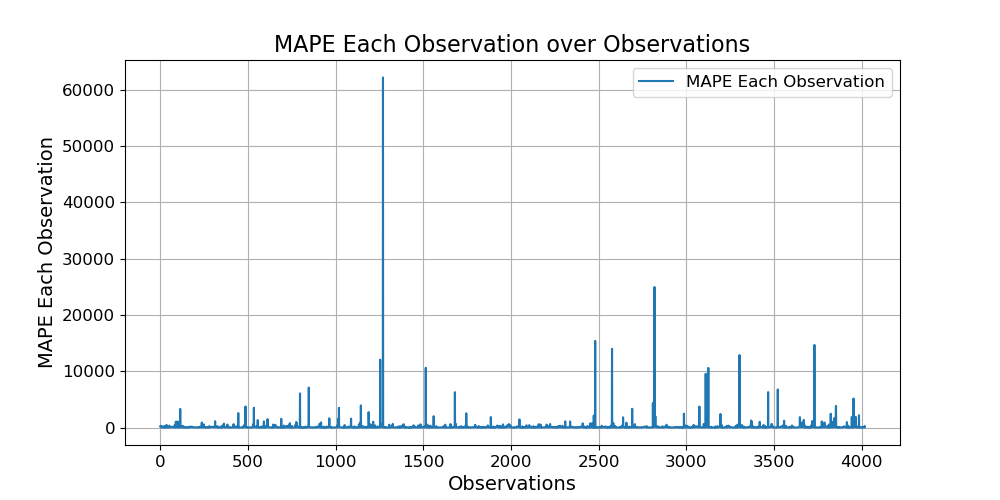 MAPE Each Observation over Observations
MAPE Each Observation
MAPE Each Observation
60000
50000
40000
30000
20000
10000
0
0 500 1000 1500 2000 2500 3000 3500 4000
Observations